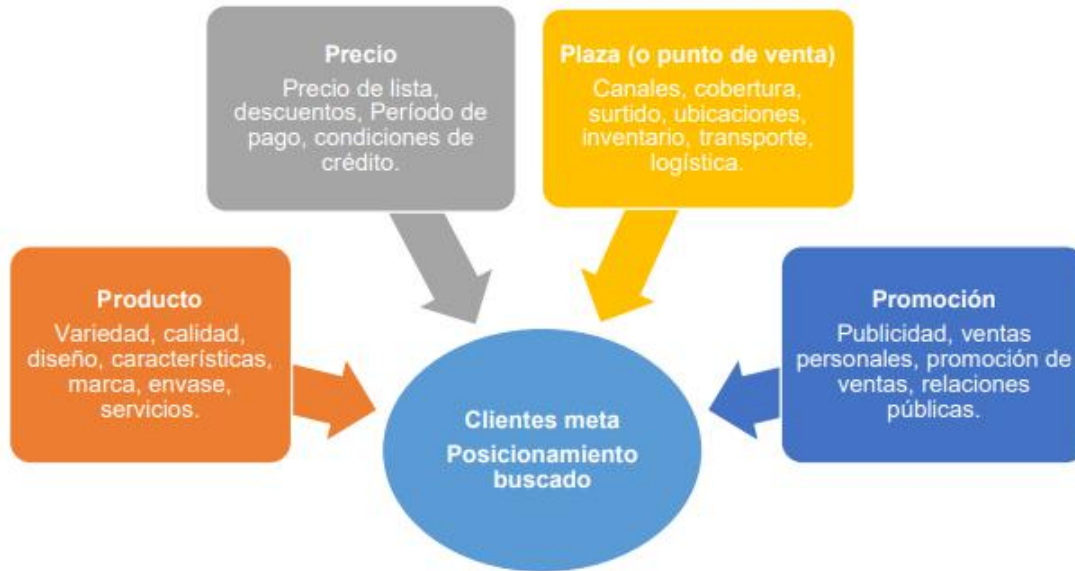 Precio
Precio de lista,
descuentos, Período de
pago, condiciones de
crédito.
Plaza (o punto de venta)
Canales, cobertura,
surtido, ubicaciones,
inventario, transporte,
logística.
Producto
Variedad, calidad,
diseño, característícas,
marca, envase,
servicios.
Promoción
Publicidad, ventas
personales, promoción de
ventas, relaciones
públicas.
Clientes meta
Posicionamiento
buscado